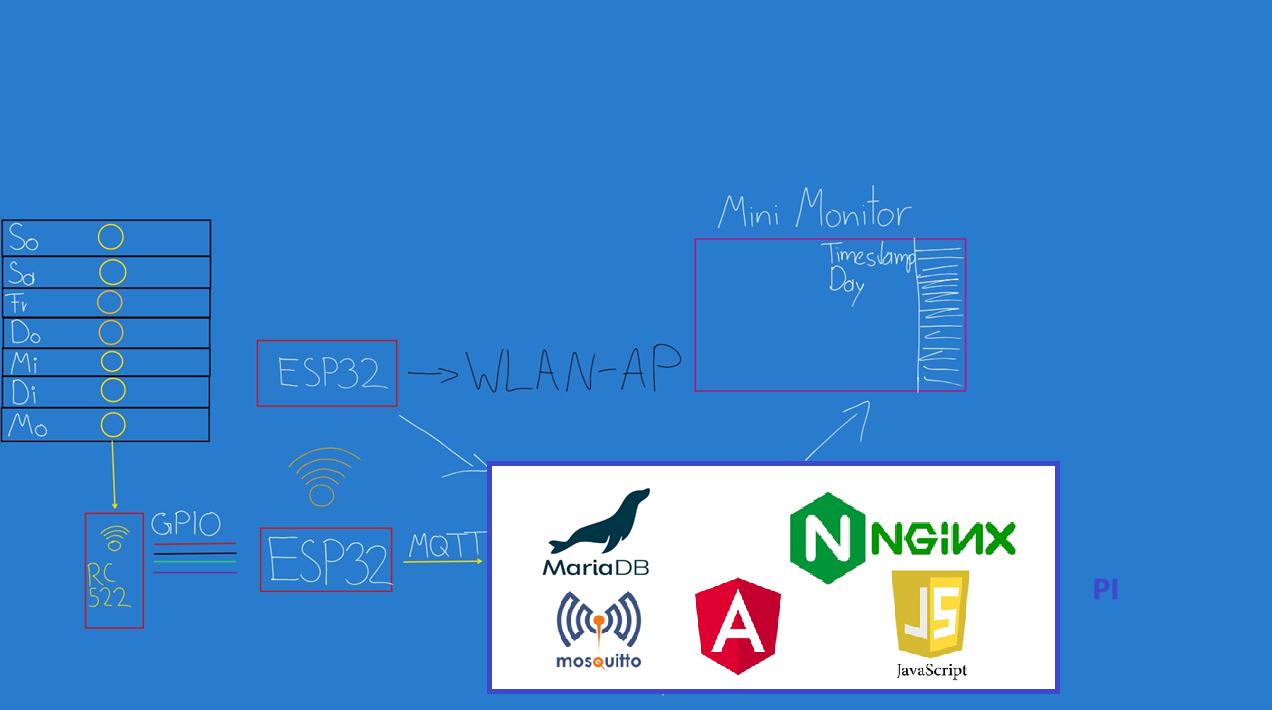 Mini Monitor
Timestamp
Day
So
Sa
Fr
Do
Mi
Di
Mo
ESP32
WLAN-AP
GPIO
RC
522
ESP32
MQTT
MariaDB
NGINX
mosquitto
JS
JavaScript
PI